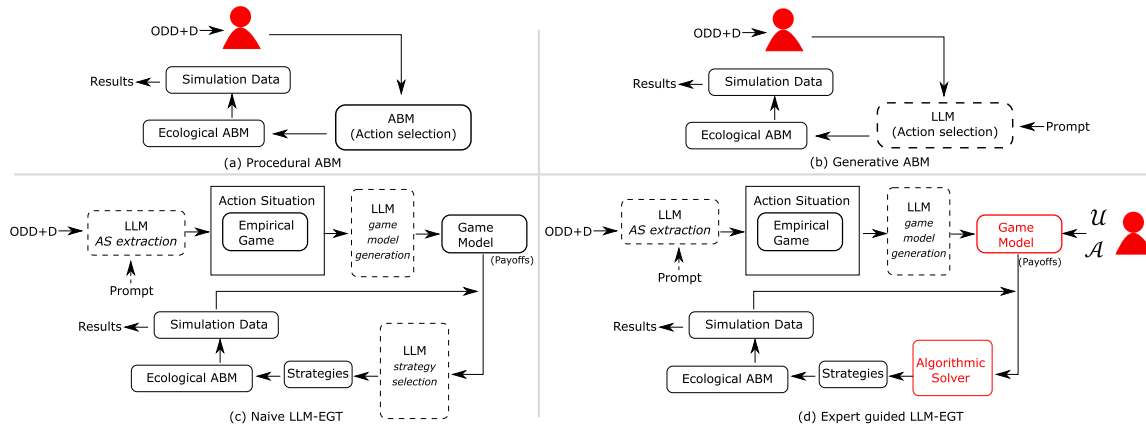 ODD+D
Results
Simulation Data
Ecological ABM
ABM
(Action selection)
(a) Procedural ABM
ODD+D
Results
Simulation Data
Ecological ABM
LLM
(Action selection)
Prompt
(b) Generative ABM
ODD+D
LLM
AS extraction
Prompt
Action Situation
Empirical
Game
LLM
game
model
generation
Game
Model
(Payoffs)
Results
Simulation Data
Ecological ABM
Strategies
LLM
strategy
selection
(c) Naive LLM-EGT
ODD+D
LLM
AS extraction
Prompt
Action Situation
Empirical
Game
LLM
game
model
generation
Game
Model
(Payoffs)
𝒰
𝒜
Results
Simulation Data
Ecological ABM
Strategies
Algorithmic
Solver
(d) Expert guided LLM-EGT